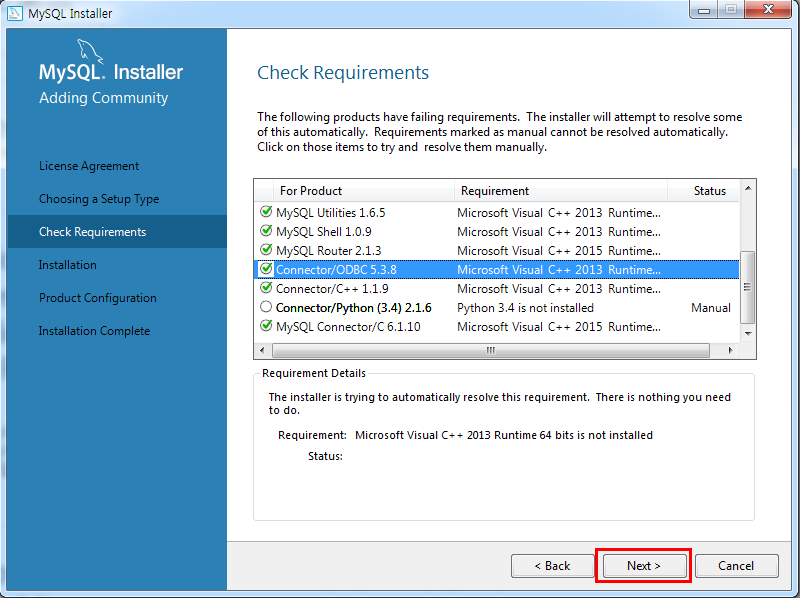 MySQL Installer
MySQL. Installer
Adding Community
License Agreement
Choosing a Setup Type
Check Requirements
Installation
Product Configuration
Installation Complete
Check Requirements
The following products have failing requirements. The installer will attempt to resolve some
of this automatically. Requirements marked as manual cannot be resolved automatically.
Click on those items to try and resolve them manually.
For Product Requirement Status
MySQL Utilities 1.6.5 Microsoft Visual C++ 2013 Runtime...
MySQL Shell 1.0.9 Microsoft Visual C++ 2013 Runtime...
MySQL Router 2.1.3 Microsoft Visual C++ 2015 Runtime...
Connector/ODBC 5.3.8 Microsoft Visual C++ 2013 Runtime...
Connector/C++ 1.1.9 Microsoft Visual C++ 2013 Runtime...
Connector/Python (3.4) 2.1.6 Python 3.4 is not installed Manual
MySQL Connector/C 6.1.10 Microsoft Visual C++ 2015 Runtime...
Requirement Details
The installer is trying to automatically resolve this requirement. There is nothing you need
to do.
Requirement: Microsoft Visual C++ 2013 Runtime 64 bits is not installed
Status:
< Back Next > Cancel